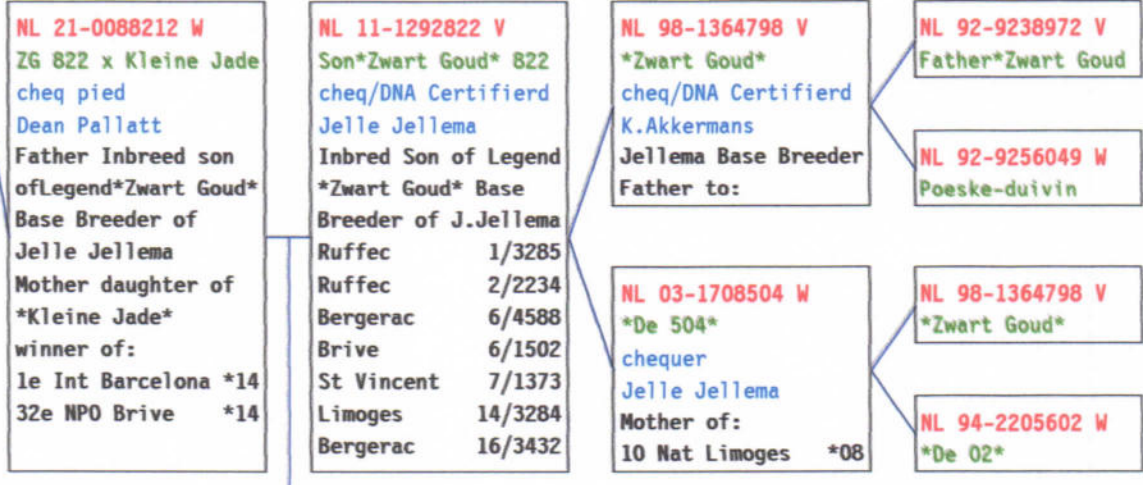 NL 21-0088212 W
ZG 822 x Kleine Jade
cheq pied
Dean Pallatt
Father Inbreed son
ofLegend*Zwart Goud*
Base Breeder of
Jelle Jellema
Mother daughter of
*Kleine Jade*
winner of:
1e Int Barcelona *14
32e NPO Brive *14
NL 11-1292822 V
Son*Zwart Goud* 822
cheq/DNA Certifierd
Jelle Jellema
Inbred Son of Legend
*Zwart Goud* Base
Breeder of J.Jellema
Ruffec 1/3285
Ruffec 2/2234
Bergerac 6/4588
Brive 6/1502
St Vincent 7/1373
Limoges 14/3284
Bergerac 16/3432
NL 98-1364798 V
*Zwart Goud*
cheq/DNA Certifierd
K.Akkermans
Jellema Base Breeder
Father to:
NL 03-1708504 W
*De 504*
chequer
Jelle Jellema
Mother of:
10 Nat Limoges *08
NL 92-9238972 V
Father*Zwart Goud
NL 92-9256049 W
Poeske-duivin
NL 98-1364798 V
*Zwart Goud*
NL 94-2205602 W
*De 02*